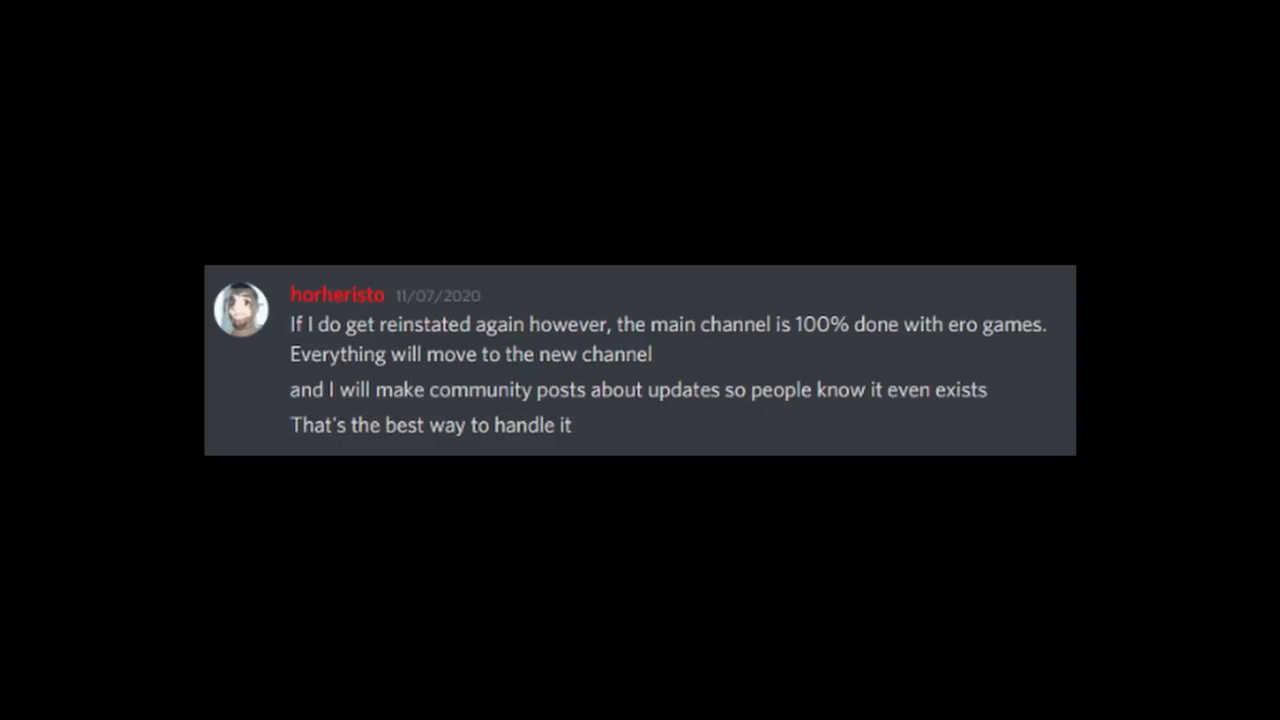 horheristo 11/07/2020
If I do get reinstated again however, the main channel is 100% done with ero games.
Everything will move to the new channel
and I will make community posts about updates so people know it even exists
That's the best way to handle it